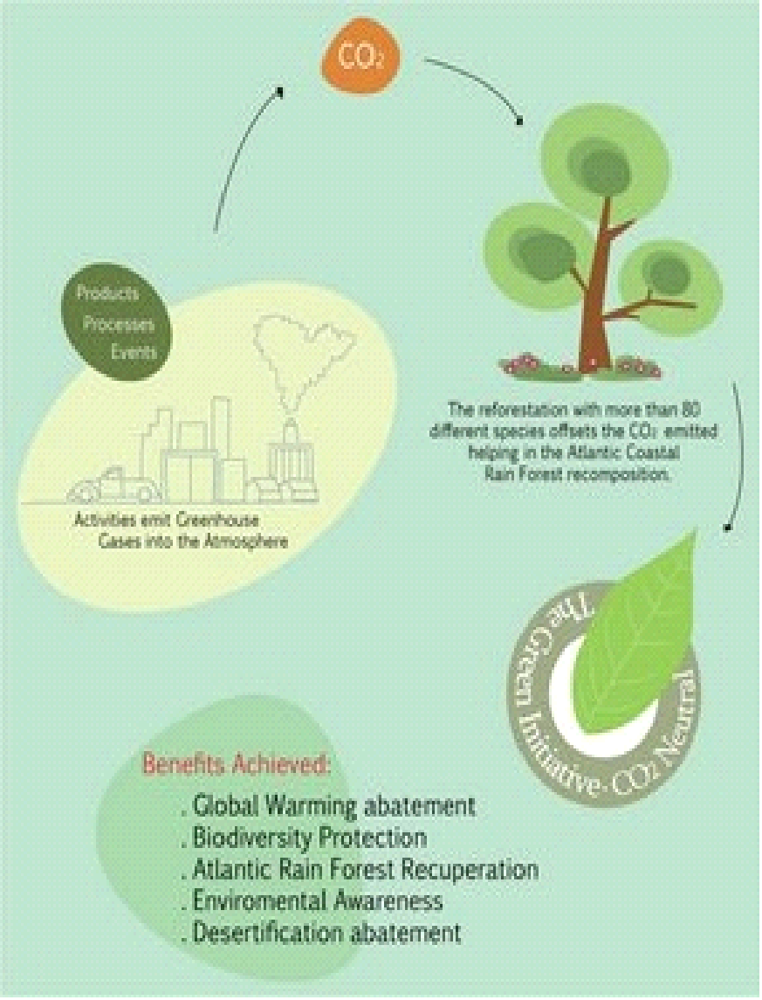 CO₂
Products
Processes
Events
Activities emit Greenhouse
Gases into the Atmosphere
The reforestation with more than 80
different species offsets the CO₂ emitted
helping in the Atlantic Coastal
Rain Forest recomposition.
The Green Initiative · CO₂ Neutral
Benefits Achieved:
. Global Warming abatement
. Biodiversity Protection
. Atlantic Rain Forest Recuperation
. Enviromental Awareness
. Desertification abatement